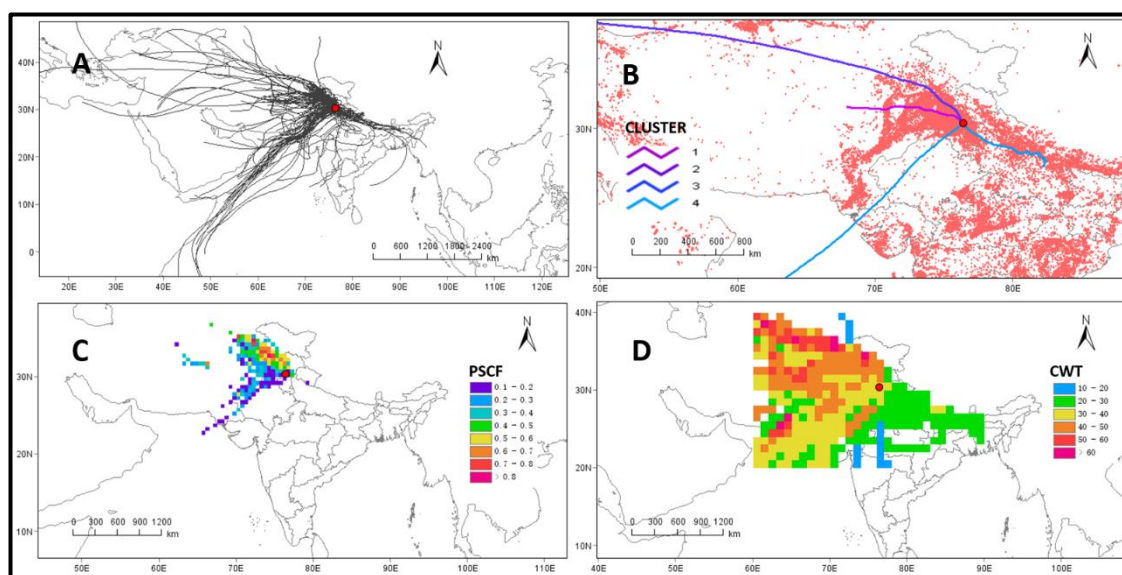 A
N
40N
30N
20N
10N
0
0 600 1200 1800 2400
km
20E 30E 40E 50E 60E 70E 80E 90E 100E 110E 120E
B
N
30N
20N
CLUSTER
1
2
3
4
0 200 400 600 800
km
50E 60E 70E 80E
C
N
30N
20N
10N
PSCF
0.1 - 0.2
0.2 - 0.3
0.3 - 0.4
0.4 - 0.5
0.5 - 0.6
0.6 - 0.7
0.7 - 0.8
> 0.8
0 300 600 900 1200
km
50E 60E 70E 80E 90E 100E 110E
D
N
40N
30N
20N
10N
CWT
10 - 20
20 - 30
30 - 40
40 - 50
50 - 60
> 60
0 300 600 900 1200
km
40E 50E 60E 70E 80E 90E 100E